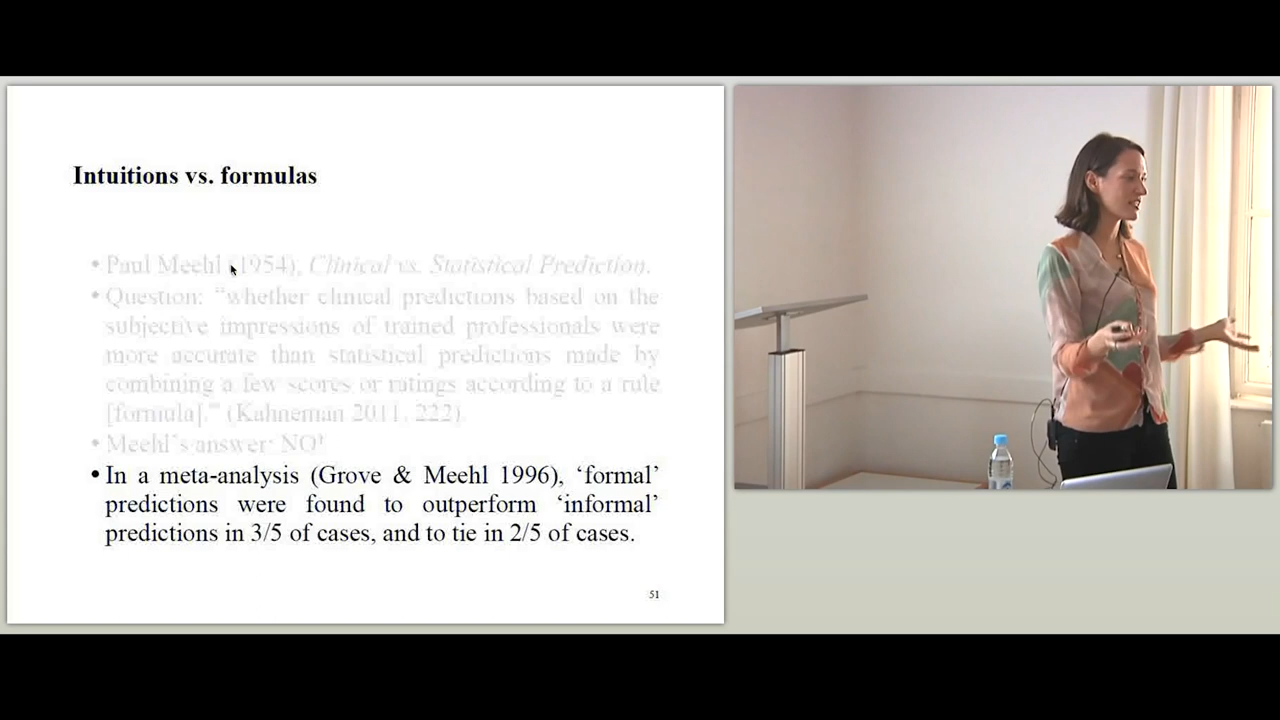 Intuitions vs. formulas
• Paul Meehl (1954), Clinical vs. Statistical Prediction.
• Question: “whether clinical predictions based on the
subjective impressions of trained professionals were
more accurate than statistical predictions made by
combining a few scores or ratings according to a rule
[formula].” (Kahneman 2011, 222).
• Meehl’s answer: NO!
• In a meta-analysis (Grove & Meehl 1996), ‘formal’
predictions were found to outperform ‘informal’
predictions in 3/5 of cases, and to tie in 2/5 of cases.
51